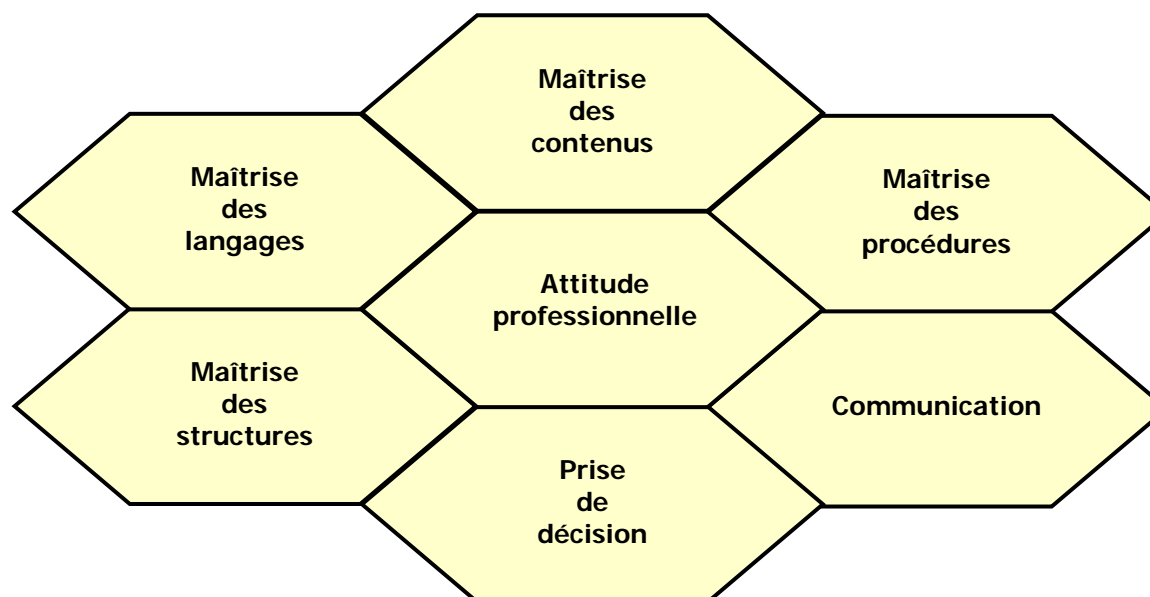 Maîtrise
des
contenus
Maîtrise
des
langages
Maîtrise
des
procédures
Attitude
professionnelle
Maîtrise
des
structures
Communication
Prise
de
décision